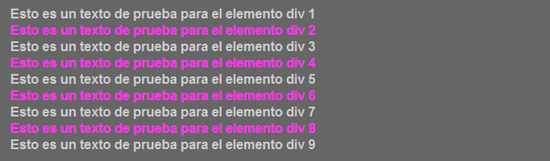 Esto es un texto de prueba para el elemento div 1
Esto es un texto de prueba para el elemento div 2
Esto es un texto de prueba para el elemento div 3
Esto es un texto de prueba para el elemento div 4
Esto es un texto de prueba para el elemento div 5
Esto es un texto de prueba para el elemento div 6
Esto es un texto de prueba para el elemento div 7
Esto es un texto de prueba para el elemento div 8
Esto es un texto de prueba para el elemento div 9